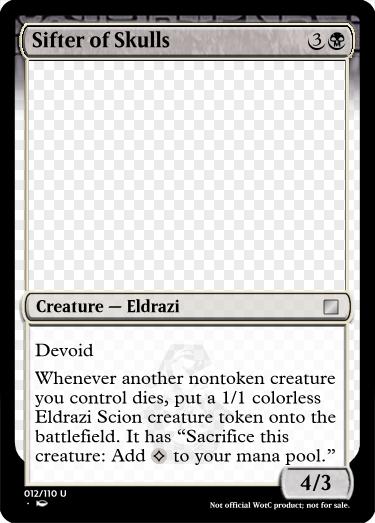 Sifter of Skulls 3
Creature — Eldrazi
Devoid
Whenever another nontoken creature
you control dies, put a 1/1 colorless
Eldrazi Scion creature token onto the
battlefield. It has “Sacrifice this
creature: Add to your mana pool.”
4/3
012/110 U
Not official WotC product; not for sale.